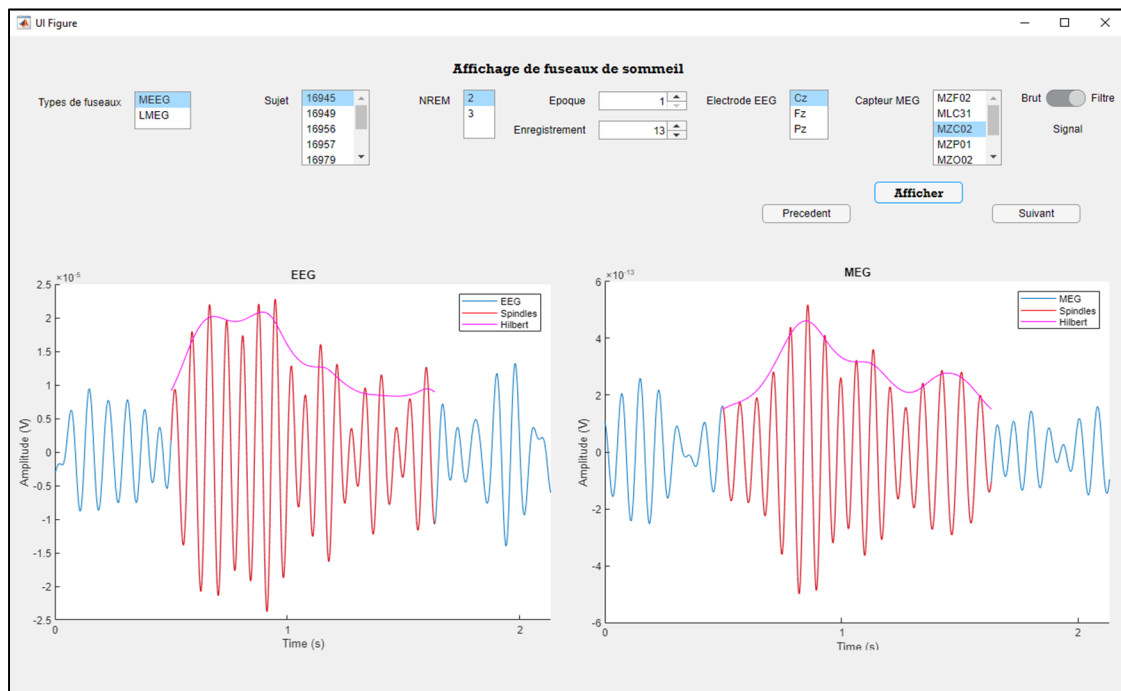 UI Figure
Affichage de fuseaux de sommeil
Types de fuseaux
MEEG
LMEG
Sujet
16945
16949
16956
16957
16979
NREM
2
3
Epoque
1
Enregistrement
13
Electrode EEG
Cz
Fz
Pz
Capteur MEG
MZF02
MLC31
MZC02
MZP01
MZO02
Brut
Filtre
Signal
Afficher
Precedent
Suivant
EEG
×10-5
2.5
2
1.5
1
0.5
0
-0.5
-1
-1.5
-2
-2.5
Amplitude (V)
EEG
Spindles
Hilbert
0
1
2
Time (s)
MEG
×10-13
6
4
2
0
-2
-4
-6
Amplitude (V)
MEG
Spindles
Hilbert
0
1
2
Time (s)